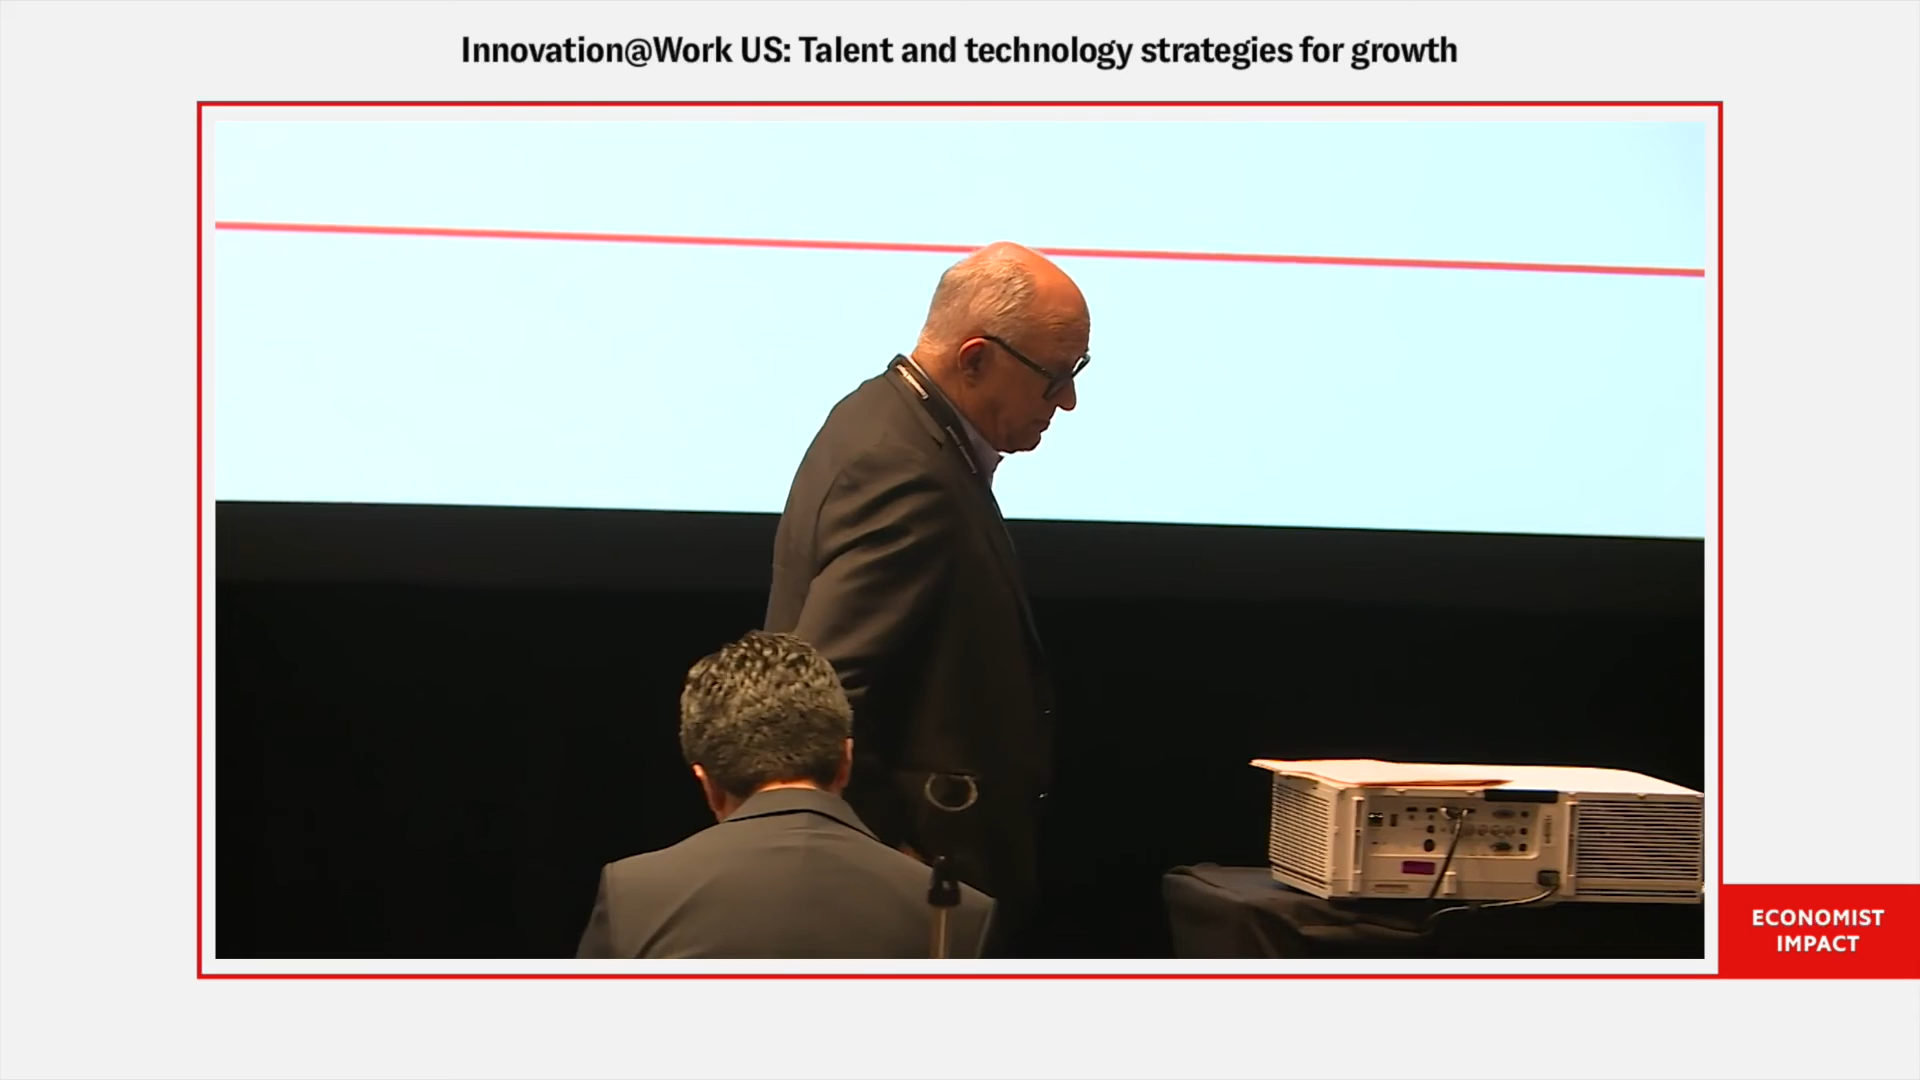 Innovation@Work US: Talent and technology strategies for growth
ECONOMIST
IMPACT